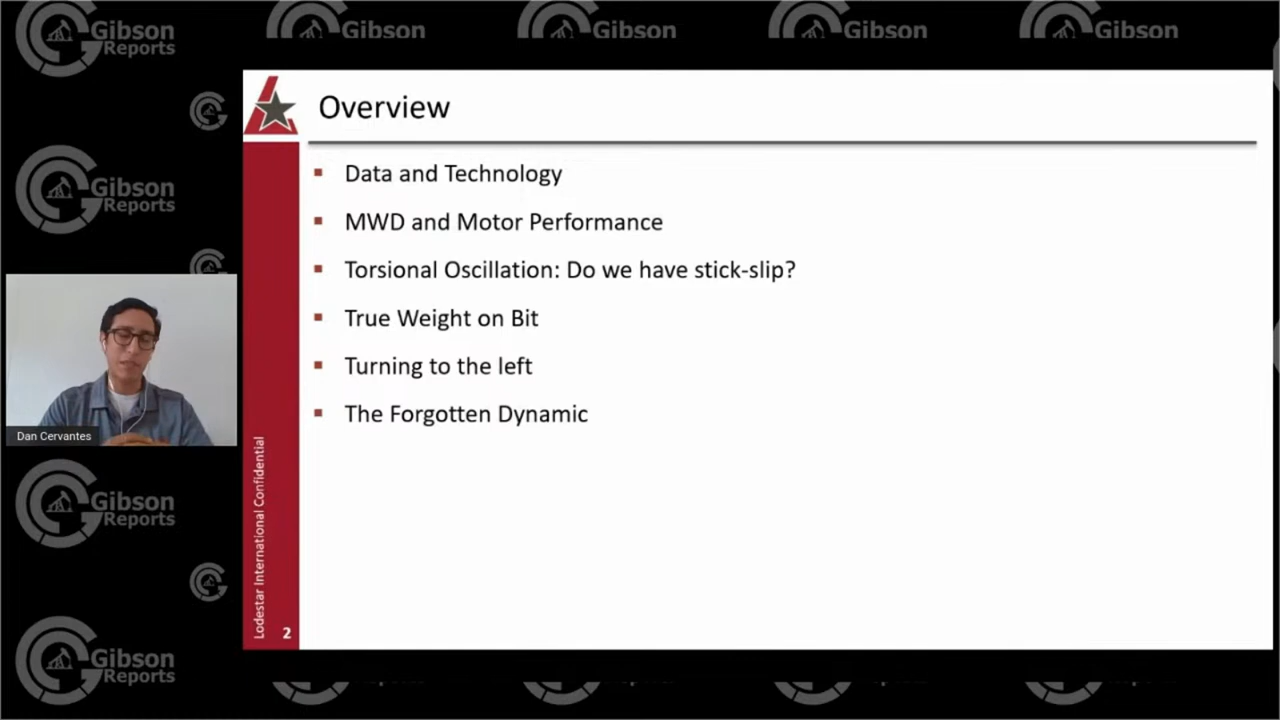 Gibson
Reports
Gibson
Gibson
Gibson
Gibson
Overview
Data and Technology
MWD and Motor Performance
Torsional Oscillation: Do we have stick-slip?
True Weight on Bit
Turning to the left
The Forgotten Dynamic
Gibson
Reports
Dan Cervantes
Lodestar International Confidential
2
Gibson
Reports
Gibson
Reports